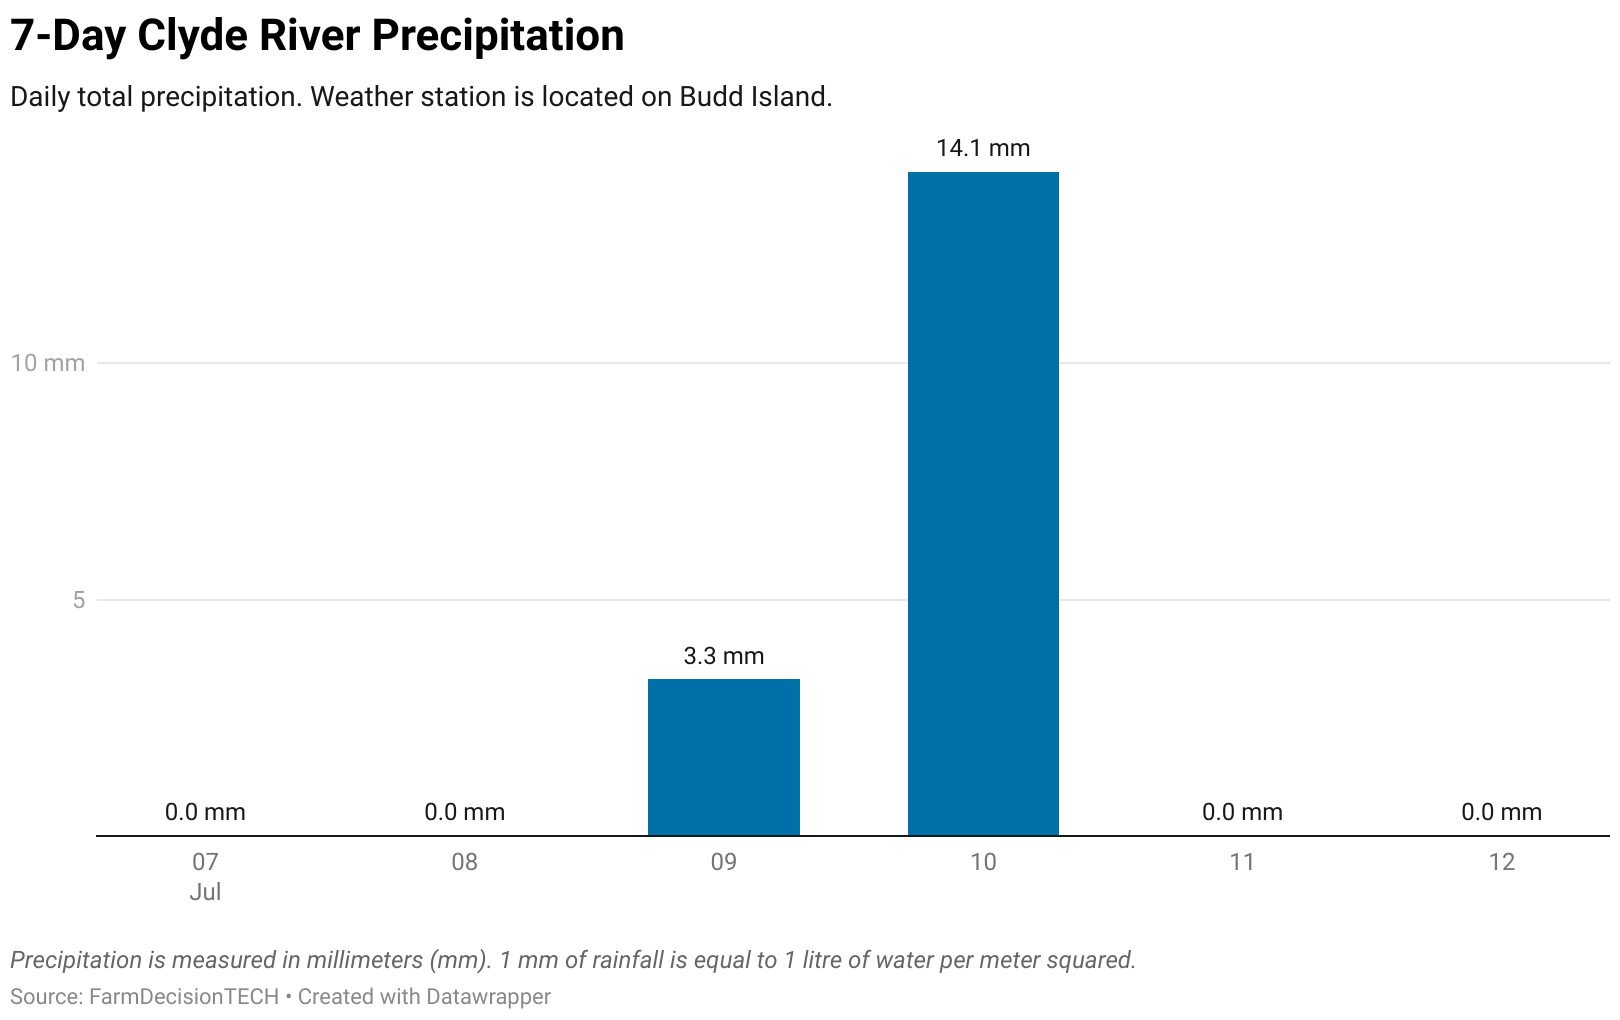 7-Day Clyde River Precipitation
Daily total precipitation. Weather station is located on Budd Island.
14.1 mm
10 mm
5
3.3 mm
0.0 mm
0.0 mm
0.0 mm
0.0 mm
07
08
09
10
11
12
Jul
Precipitation is measured in millimeters (mm). 1 mm of rainfall is equal to 1 litre of water per meter squared.
Source: FarmDecisionTECH • Created with Datawrapper